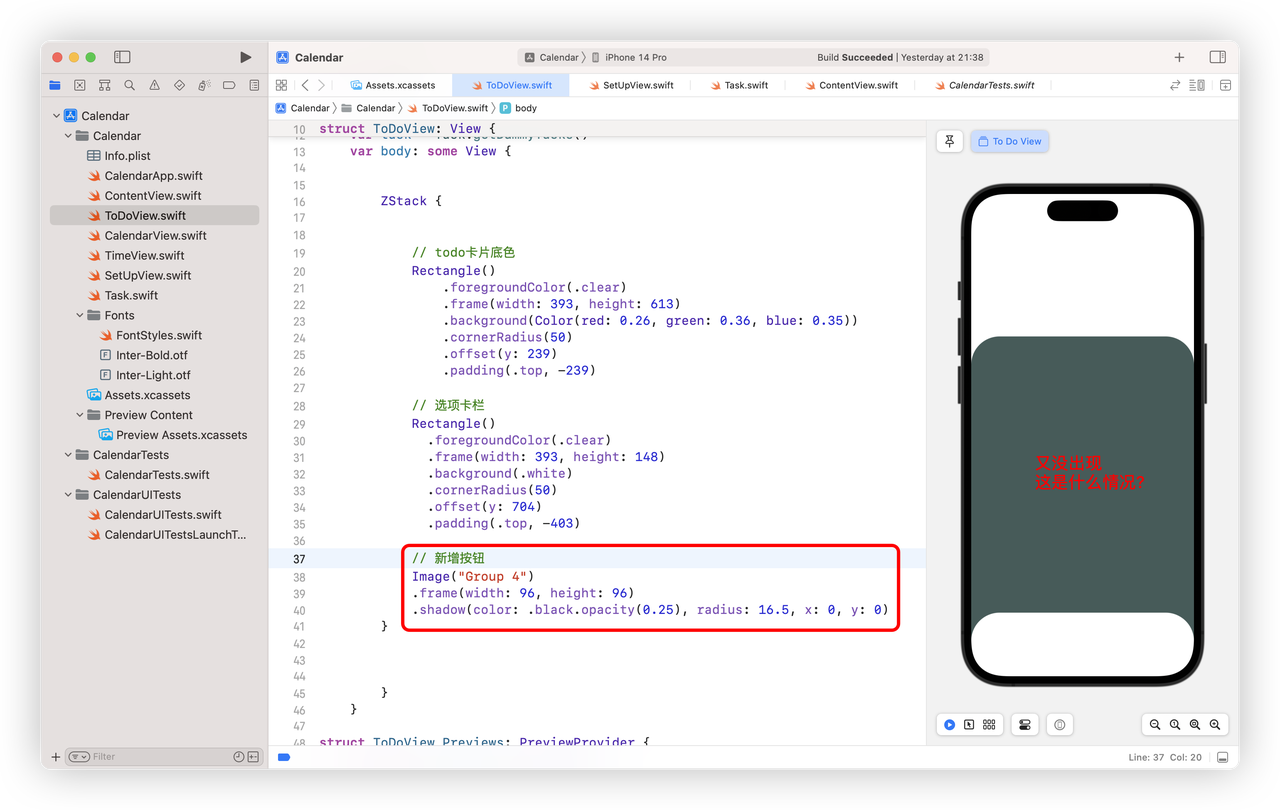 Calendar
Calendar
iPhone 14 Pro
Build Succeeded | Yesterday at 21:38
Assets.xcassets
ToDoView.swift
SetUpView.swift
Task.swift
ContentView.swift
CalendarTests.swift
Calendar
Calendar
ToDoView.swift
P
body
Calendar
Calendar
Info.plist
CalendarApp.swift
ContentView.swift
ToDoView.swift
CalendarView.swift
TimeView.swift
SetUpView.swift
Task.swift
Fonts
FontStyles.swift
F Inter-Bold.otf
F Inter-Light.otf
Assets.xcassets
Preview Content
Preview Assets.xcassets
CalendarTests
CalendarTests.swift
CalendarUITests
CalendarUITests.swift
CalendarUITestsLaunchT...
Filter
10 struct ToDoView: View {
12 var task = Task.getDummyTasks()
13 var body: some View {
14
15
16 ZStack {
17
18
19 // todo卡片底色
20 Rectangle()
21 .foregroundColor(.clear)
22 .frame(width: 393, height: 613)
23 .background(Color(red: 0.26, green: 0.36, blue: 0.35))
24 .cornerRadius(50)
25 .offset(y: 239)
26 .padding(.top, -239)
27
28 // 选项卡栏
29 Rectangle()
30 .foregroundColor(.clear)
31 .frame(width: 393, height: 148)
32 .background(.white)
33 .cornerRadius(50)
34 .offset(y: 704)
35 .padding(.top, -403)
36
37 // 新增按钮
38 Image("Group 4")
39 .frame(width: 96, height: 96)
40 .shadow(color: .black.opacity(0.25), radius: 16.5, x: 0, y: 0)
41 }
42
43
44
45 }
46 }
47
48 struct ToDoView_Previews: PreviewProvider {
To Do View
又没出现
这是什么情况?
Line: 37 Col: 20